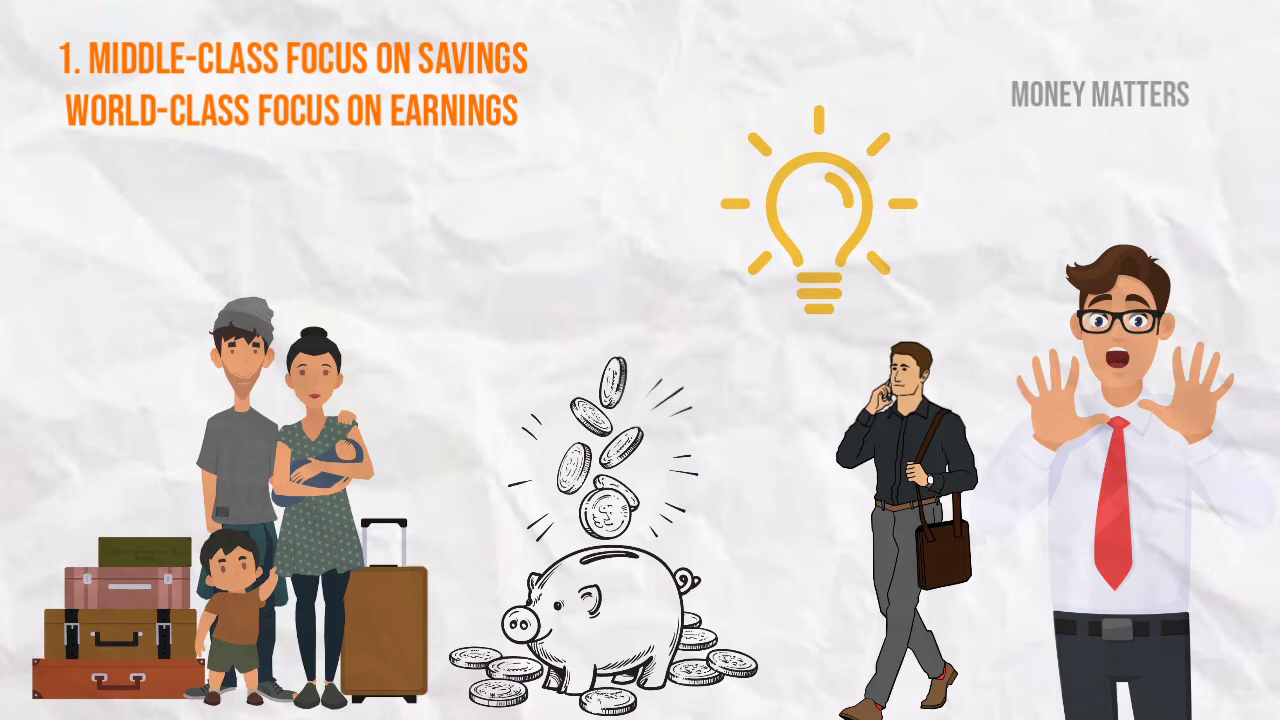 1. MIDDLE-CLASS FOCUS ON SAVINGS
WORLD-CLASS FOCUS ON EARNINGS
MONEY MATTERS